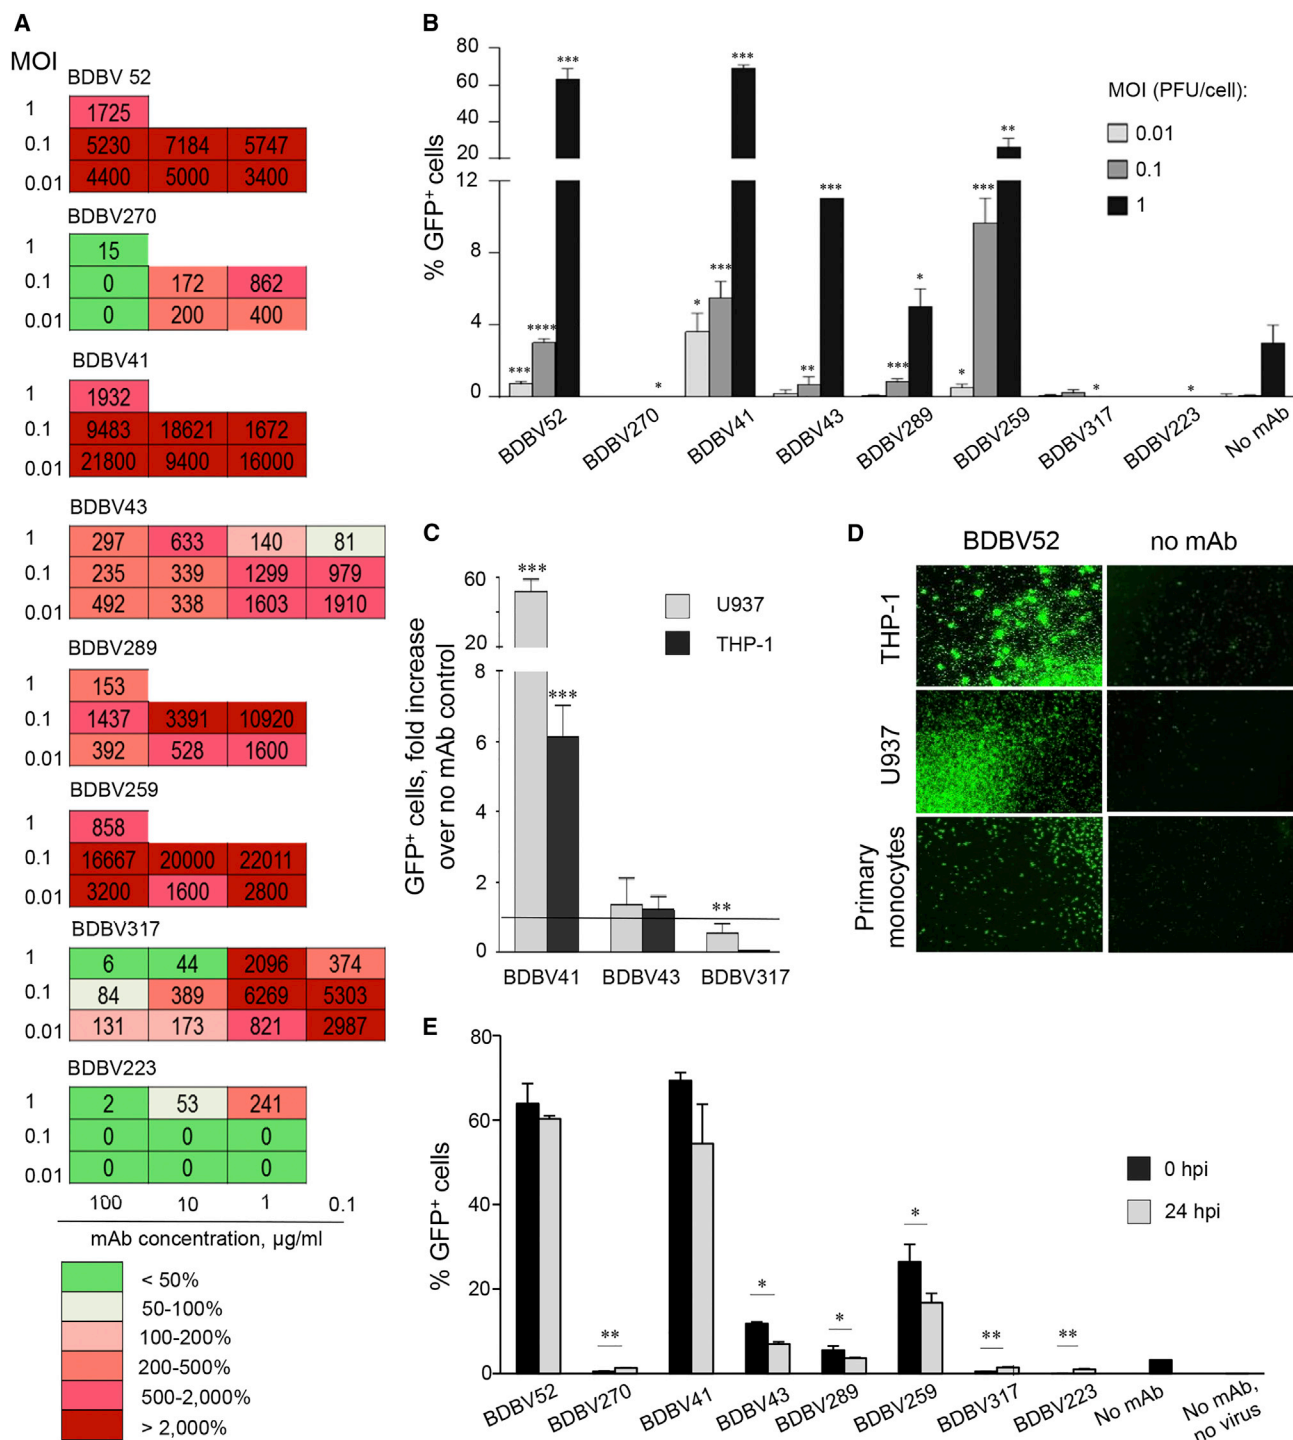 A
MOI
BDBV 52
1
1725
0.1
5230 7184 5747
0.01
4400 5000 3400
BDBV270
1
15
0.1
0 172 862
0.01
0 200 400
BDBV41
1
1932
0.1
9483 18621 1672
0.01
21800 9400 16000
BDBV43
1
297 633 140 81
0.1
235 339 1299 979
0.01
492 338 1603 1910
BDBV289
1
153
0.1
1437 3391 10920
0.01
392 528 1600
BDBV259
1
858
0.1
16667 20000 22011
0.01
3200 1600 2800
BDBV317
1
6 44 2096 374
0.1
84 389 6269 5303
0.01
131 173 821 2987
BDBV223
1
2 53 241
0.1
0 0 0
0.01
0 0 0
100 10 1 0.1
mAb concentration, µg/ml
< 50%
50-100%
100-200%
200-500%
500-2,000%
> 2,000%
B
% GFP+ cells
80
60
40
20
12
8
4
0
*** **** ***
*
* *** ***
** ***
*** *
* *** **
*
*
MOI (PFU/cell):
0.01
0.1
1
BDBV52 BDBV270 BDBV41 BDBV43 BDBV289 BDBV259 BDBV317 BDBV223 No mAb
C
GFP+ cells, fold increase
over no mAb control
60
20
8
6
4
2
0
***
***
**
U937
THP-1
BDBV41 BDBV43 BDBV317
D
BDBV52 no mAb
THP-1
U937
Primary
monocytes
E
% GFP+ cells
80
60
40
20
0
**
*
*
*
**
**
0 hpi
24 hpi
BDBV52 BDBV270 BDBV41 BDBV43 BDBV289 BDBV259 BDBV317 BDBV223 No mAb No mAb,
no virus